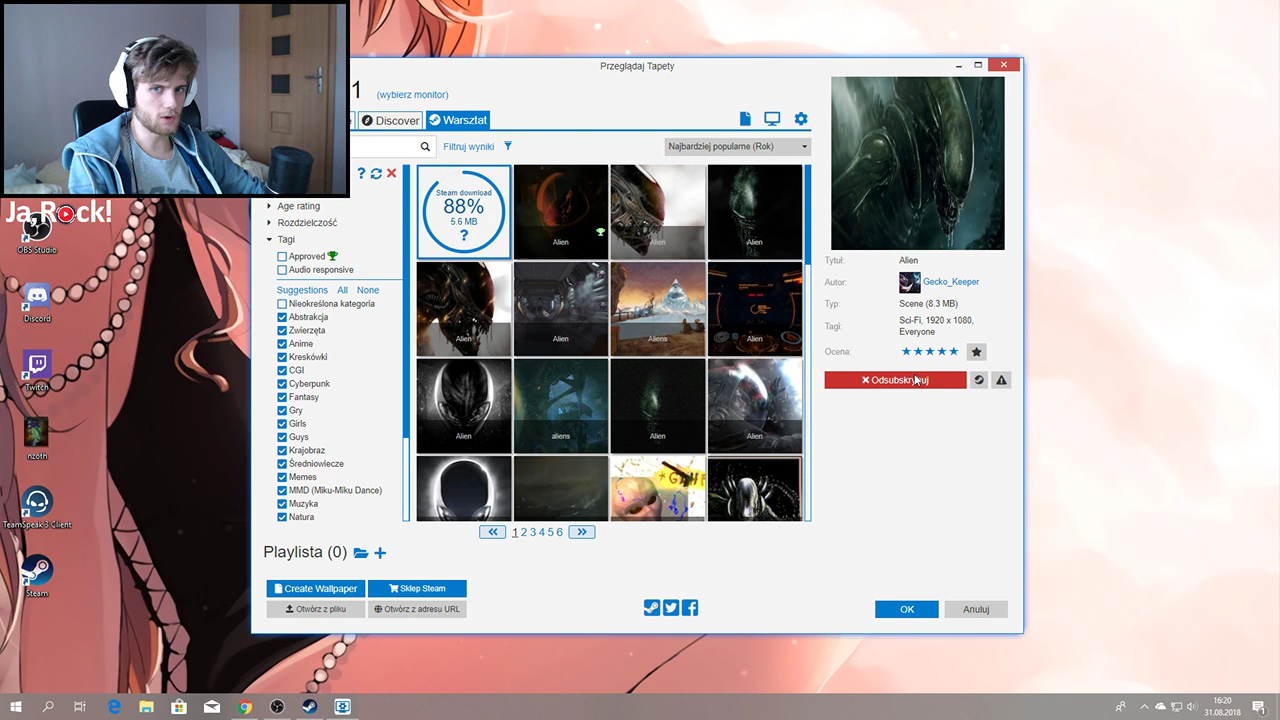 Przeglądaj Tapety
1 (wybierz monitor)
Discover
Warsztat
Filtruj wyniki
Najbardziej popularne (Rok)
?
Age rating
Rozdzielczość
Tagi
Approved
Audio responsive
Suggestions All None
Nieokreślona kategoria
Abstrakcja
Zwierzęta
Anime
Kreskówki
CGI
Cyberpunk
Fantasy
Gry
Girls
Guys
Krajobraz
Średniowiecze
Memes
MMD (Miku-Miku Dance)
Muzyka
Natura
Steam download
88%
5.6 MB
?
Alien
Alien
Alien
Alien
Alien
Aliens
Alien
Alien
aliens
Alien
Alien
<< 1 2 3 4 5 6 >>
Playlista (0)
Create Wallpaper
Sklep Steam
Otwórz z pliku
Otwórz z adresu URL
OK
Anuluj
Tytuł: Alien
Autor: Gecko_Keeper
Typ: Scene (8.3 MB)
Tagi: Sci-Fi, 1920 x 1080,
Everyone
Ocena:
Ja Rock!
OBS Studio
Discord
Twitch
nzoth
TeamSpeak 3 Client
Steam
16:20
31.08.2018